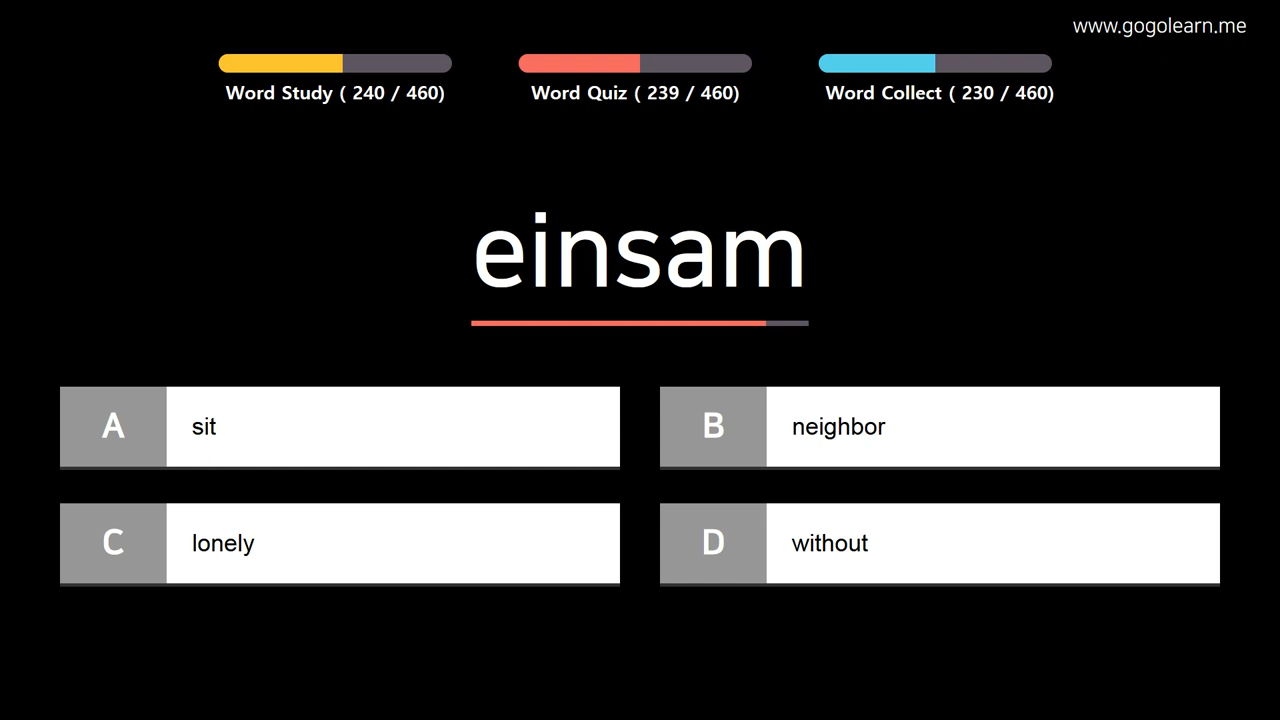 www.gogolearn.me
Word Study ( 240 / 460)
Word Quiz ( 239 / 460)
Word Collect ( 230 / 460)
einsam
A
sit
B
neighbor
C
lonely
D
without